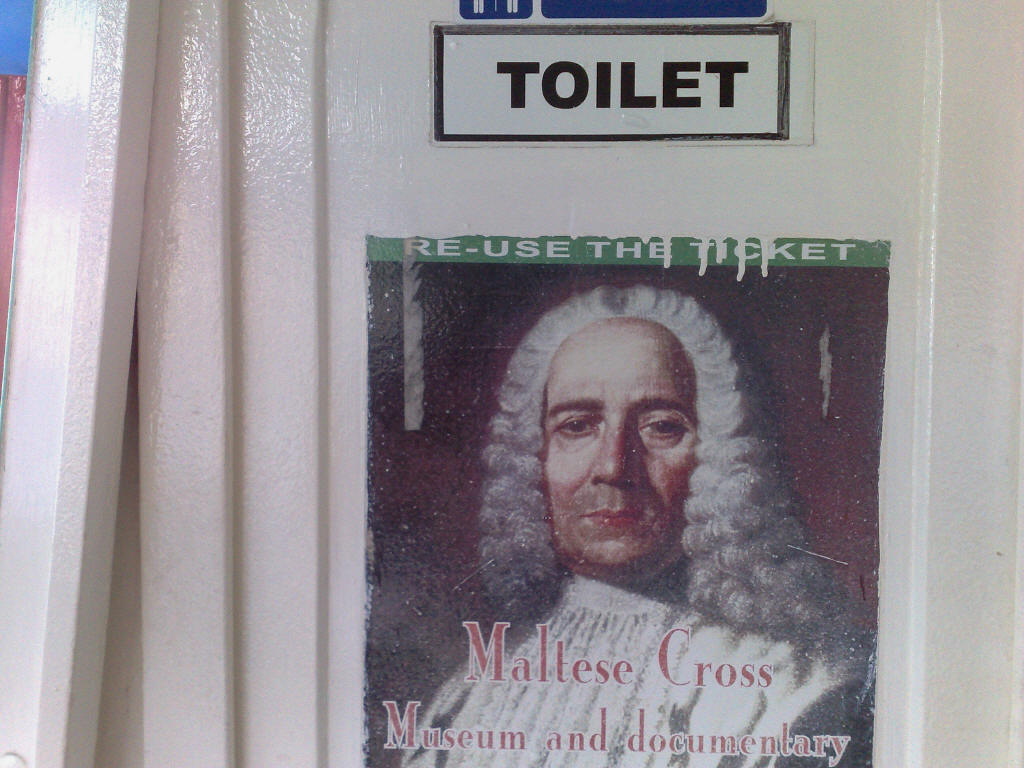 TOILET
RE-USE THE TICKET
Maltese Cross
Museum and documentary